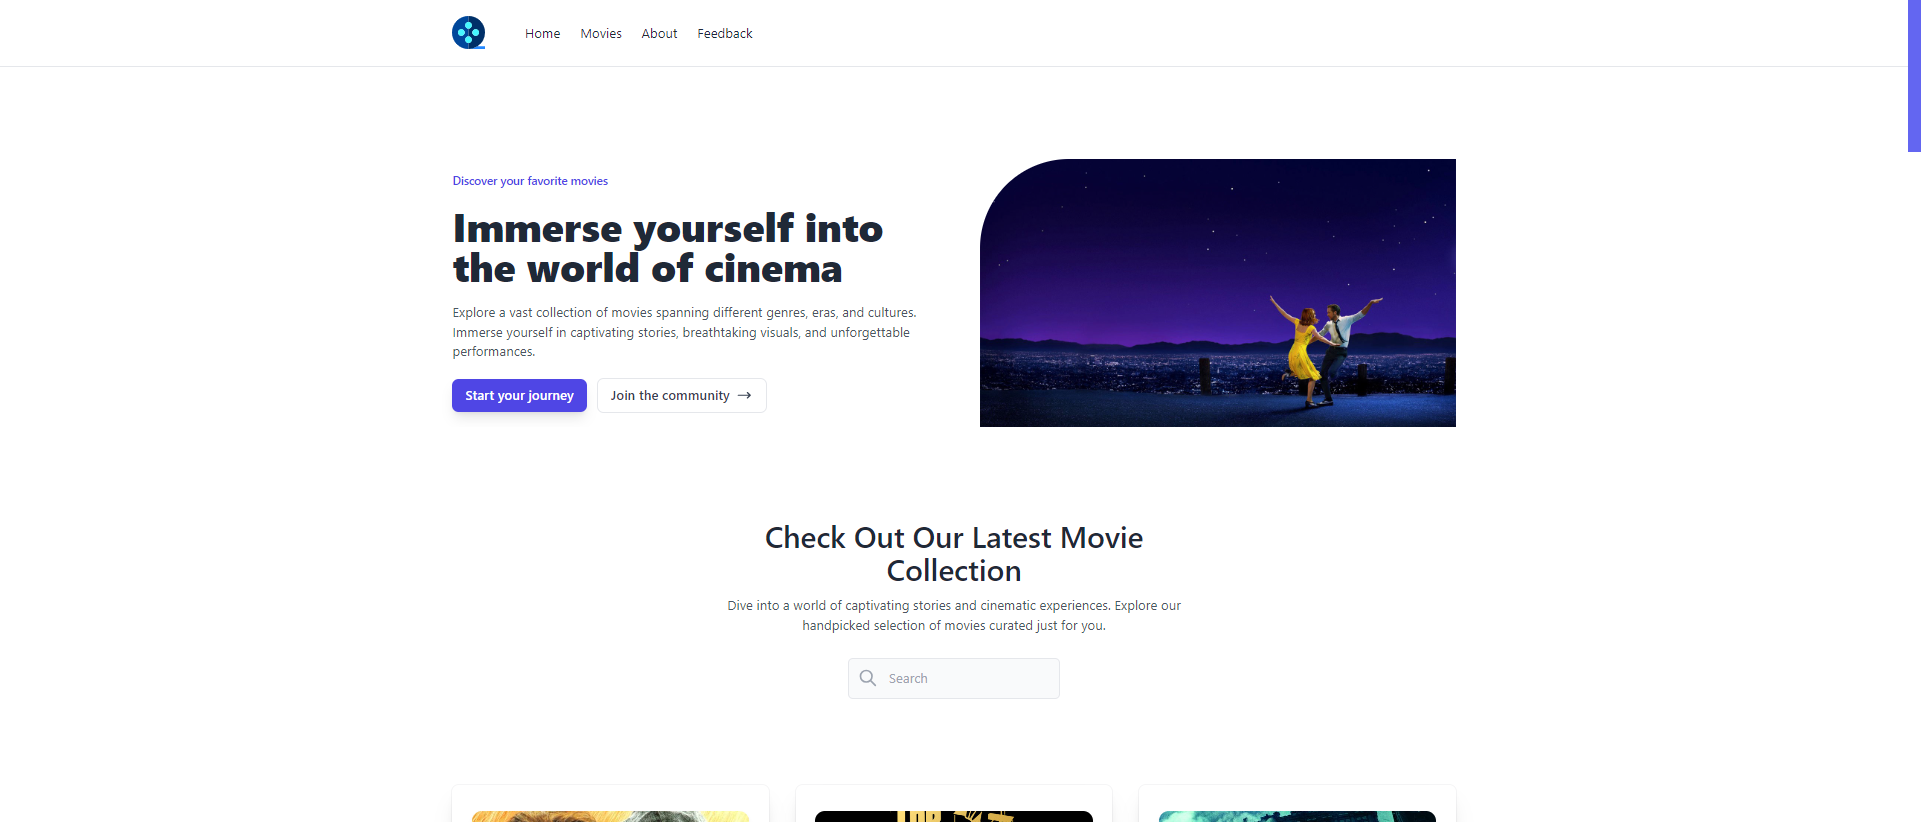 Home
Movies
About
Feedback
Discover your favorite movies
Immerse yourself into
the world of cinema
Explore a vast collection of movies spanning different genres, eras, and cultures.
Immerse yourself in captivating stories, breathtaking visuals, and unforgettable
performances.
Start your journey
Join the community →
Check Out Our Latest Movie
Collection
Dive into a world of captivating stories and cinematic experiences. Explore our
handpicked selection of movies curated just for you.
Search